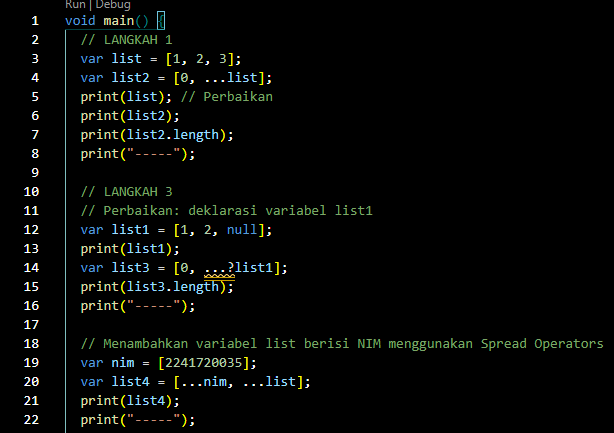 Run | Debug
1 void main() {
2 // LANGKAH 1
3 var list = [1, 2, 3];
4 var list2 = [0, ...list];
5 print(list); // Perbaikan
6 print(list2);
7 print(list2.length);
8 print("-----");
9
10 // LANGKAH 3
11 // Perbaikan: deklarasi variabel list1
12 var list1 = [1, 2, null];
13 print(list1);
14 var list3 = [0, ...?list1];
15 print(list3.length);
16 print("-----");
17
18 // Menambahkan variabel list berisi NIM menggunakan Spread Operators
19 var nim = [2241720035];
20 var list4 = [...nim, ...list];
21 print(list4);
22 print("-----");